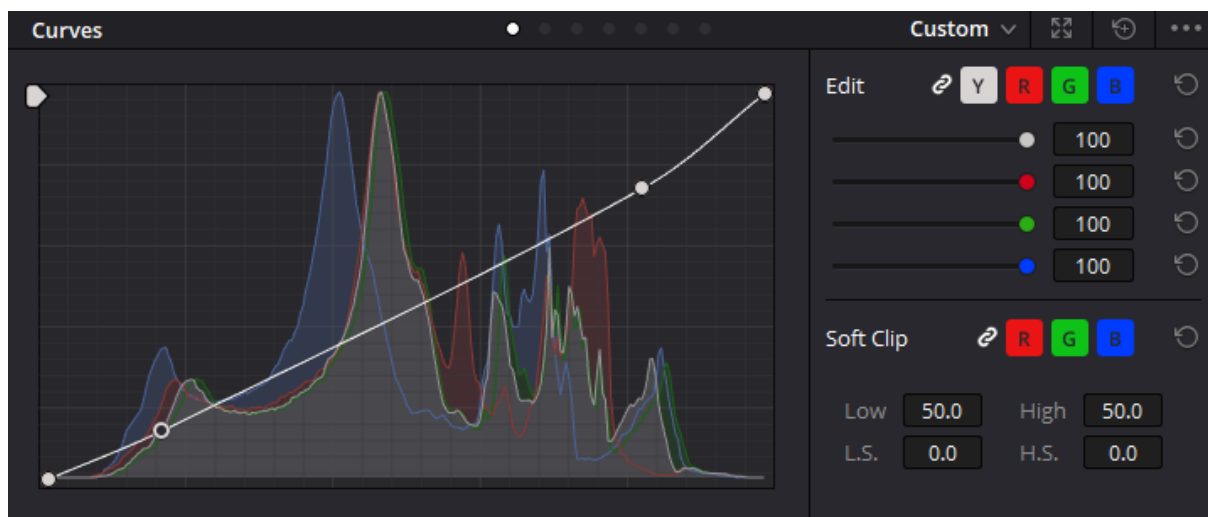 Curves
Custom
Edit Y R G B
100
100
100
100
Soft Clip R G B
Low 50.0 High 50.0
L.S. 0.0 H.S. 0.0